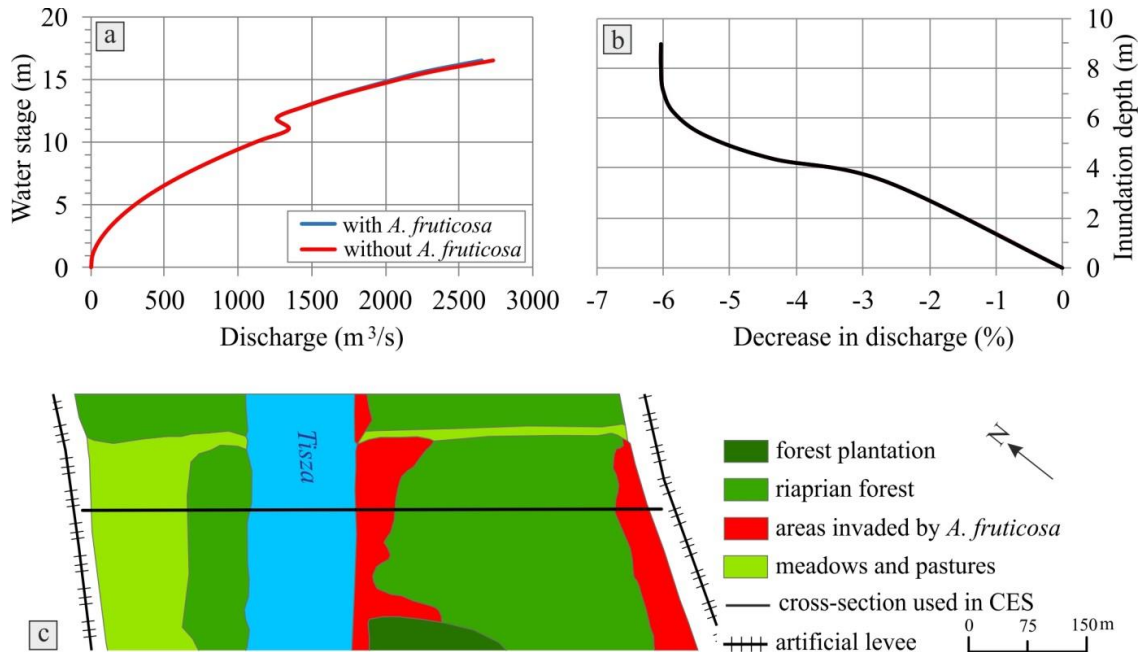 a
Water stage (m)
20
15
10
5
0
with A. fruticosa
without A. fruticosa
0 500 1000 1500 2000 2500 3000
Discharge (m³/s)
b
10
8
6
4
2
0
Inundation depth (m)
-7 -6 -5 -4 -3 -2 -1 0
Decrease in discharge (%)
c
Tisza
N
forest plantation
riaprian forest
areas invaded by A. fruticosa
meadows and pastures
cross-section used in CES
artificial levee
0 75 150 m